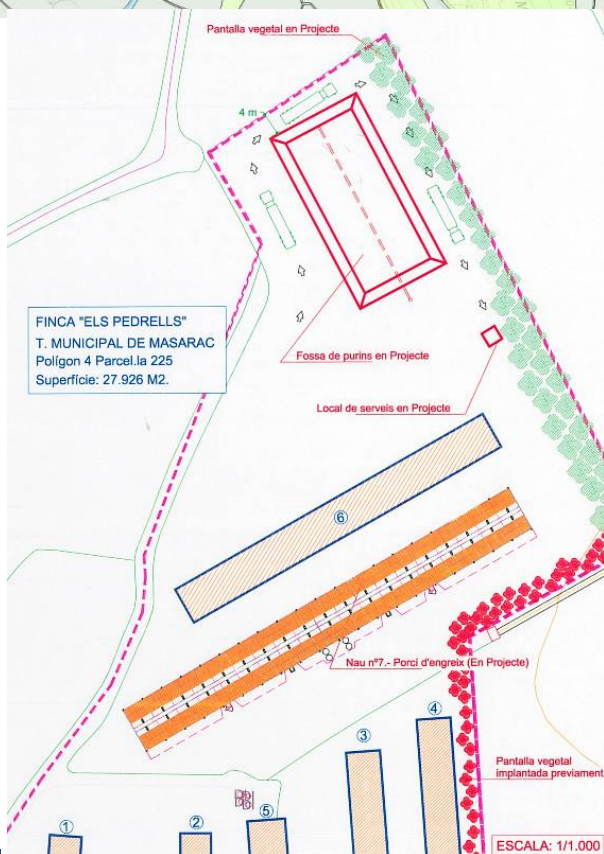 Pantalla vegetal en Projecte
4 m
FINCA "ELS PEDRELLS"
T. MUNICIPAL DE MASARAC
Polígon 4 Parcel.la 225
Superfície: 27.926 M2.
Fossa de purins en Projecte
Local de serveis en Projecte
6
Nau nº7.- Porcí d'engreix (En Projecte)
4
3
Pantalla vegetal
implantada previament
5
2
1
ESCALA: 1/1.000